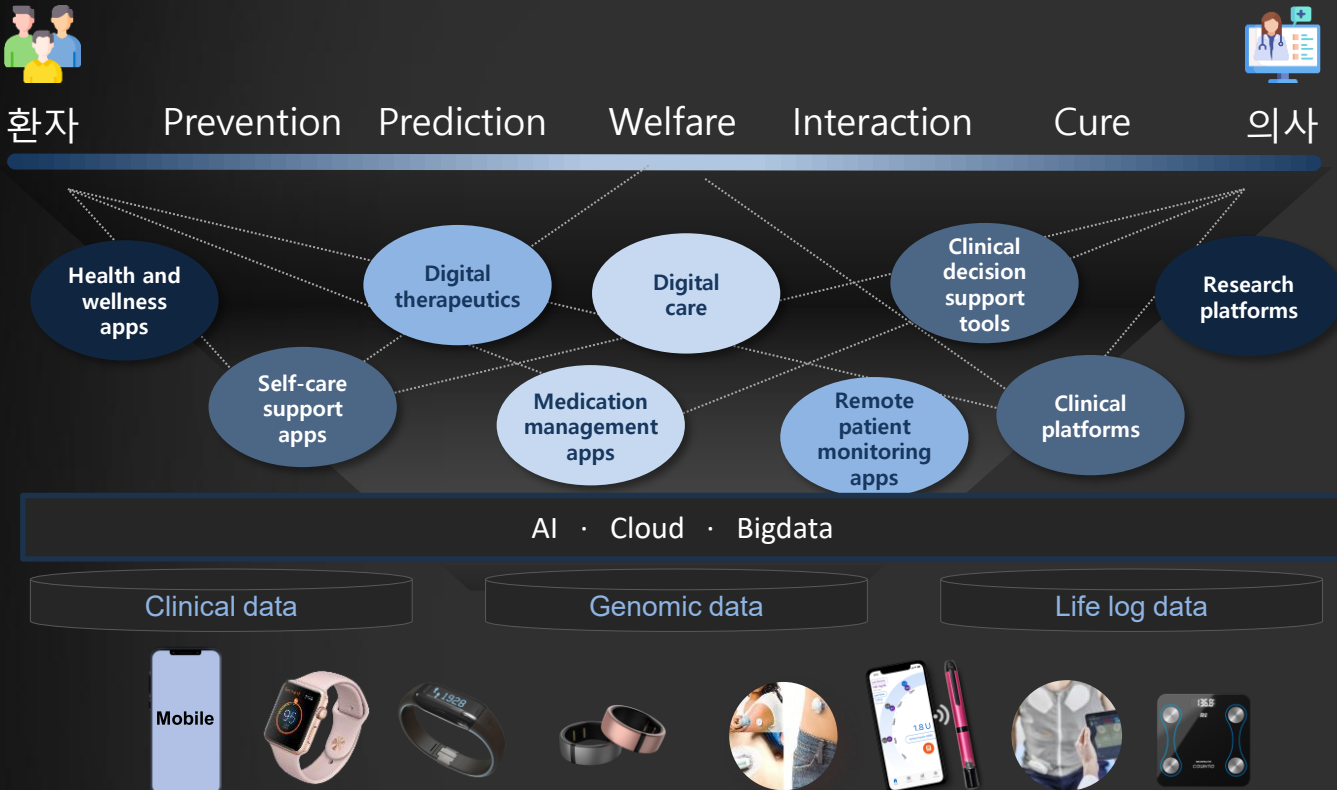 환자 Prevention Prediction Welfare Interaction Cure 의사
Health and
wellness
apps
Digital
therapeutics
Digital
care
Clinical
decision
support
tools
Research
platforms
Self-care
support
apps
Medication
management
apps
Remote
patient
monitoring
apps
Clinical
platforms
AI · Cloud · Bigdata
Clinical data
Genomic data
Life log data
Mobile
1928
1.8 U